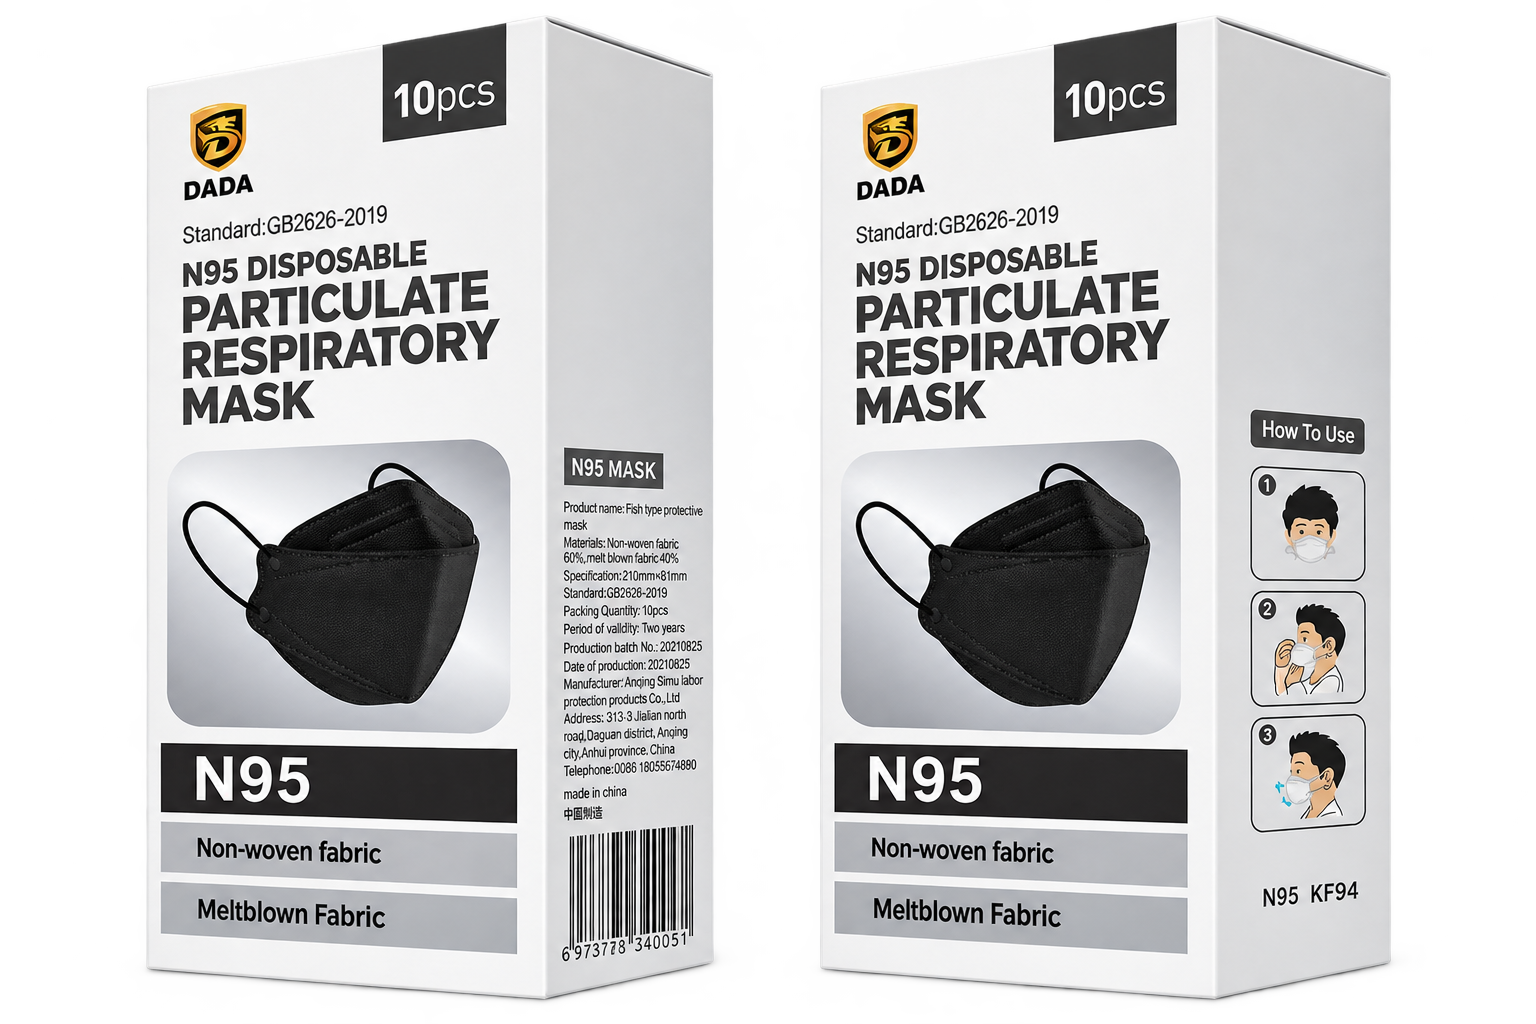 10pcs
DADA
Standard:GB2626-2019
N95 DISPOSABLE
PARTICULATE
RESPIRATORY
MASK
N95
Non-woven fabric
Meltblown Fabric
N95 MASK
Product name: Fish type protective
mask
Materials: Non-woven fabric
60%,melt blown fabric 40%
Specification:210mm×81mm
Standard:GB2626-2019
Packing Quantity: 10pcs
Period of validity: Two years
Production batch No.: 20210825
Date of production: 20210825
Manufacturer: Anqing Simu labor
protection products Co.,Ltd
Address: 313-3 Jialian north
road,Daguan district, Anqing
city,Anhui province. China
Telephone:0086 18055674880
made in china
中国制造
6 973778 340051
10pcs
DADA
Standard:GB2626-2019
N95 DISPOSABLE
PARTICULATE
RESPIRATORY
MASK
N95
Non-woven fabric
Meltblown Fabric
How To Use
1
2
3
N95 KF94